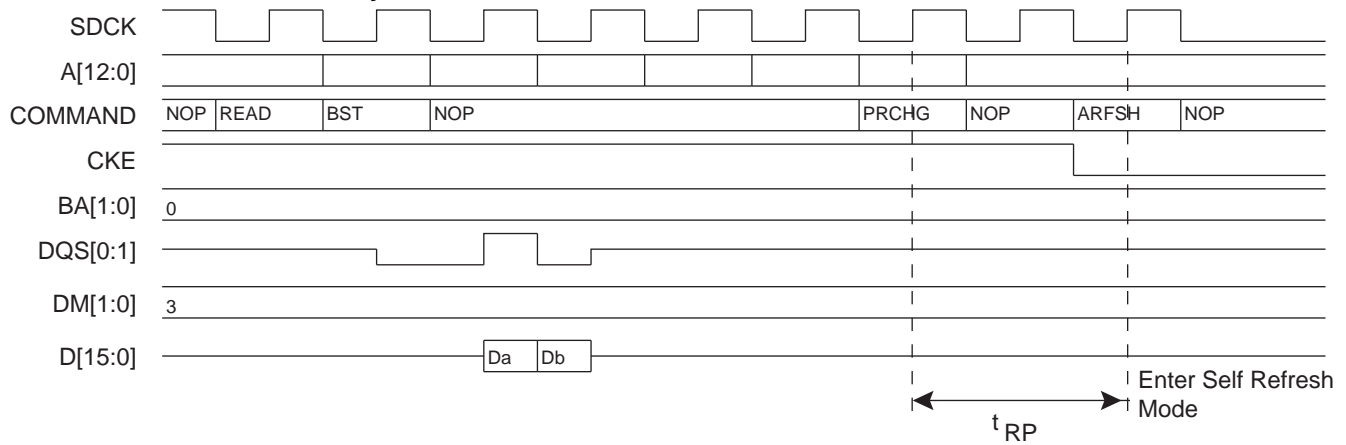 SDCK
A[12:0]
COMMAND NOP READ BST NOP PRCHG NOP ARFSH NOP
CKE
BA[1:0] 0
DQS[0:1]
DM[1:0] 3
D[15:0] Da Db
Enter Self Refresh
Mode
t RP